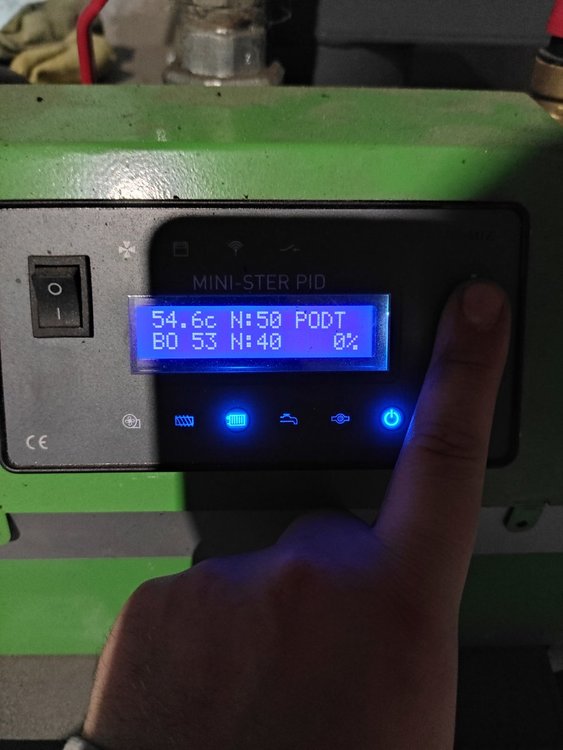 O
I
MINI-STER PID
54.6c N:50 PODT
BO 53 N:40 0%
CE